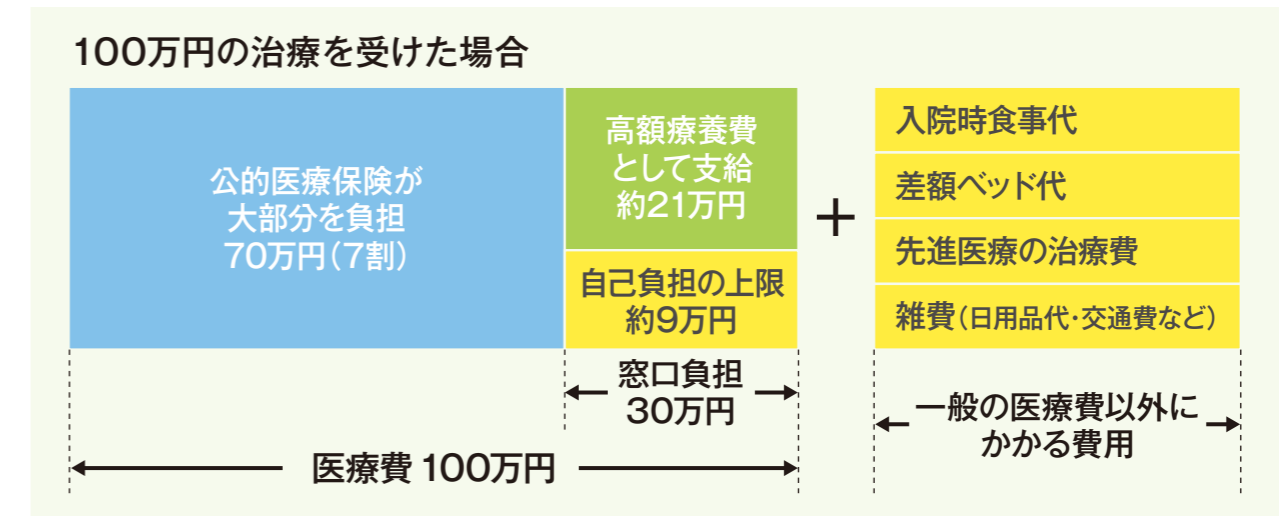 100万円の治療を受けた場合
公的医療保険が
大部分を負担
70万円(7割)
高額療養費
として支給
約21万円
自己負担の上限
約9万円
+
入院時食事代
差額ベッド代
先進医療の治療費
雑費(日用品代・交通費など)
窓口負担
30万円
医療費 100万円
一般の医療費以外に
かかる費用